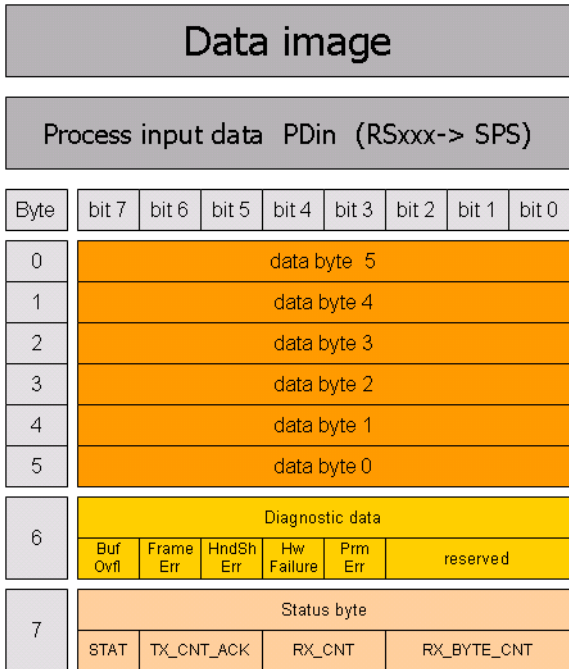 Data image
Process input data PDin (RSxxx-> SPS)
Byte bit 7 bit 6 bit 5 bit 4 bit 3 bit 2 bit 1 bit 0
0 data byte 5
1 data byte 4
2 data byte 3
3 data byte 2
4 data byte 1
5 data byte 0
6 Diagnostic data
Buf Ovfl Frame Err HndSh Err Hw Failure Prm Err reserved
7 Status byte
STAT TX_CNT_ACK RX_CNT RX_BYTE_CNT